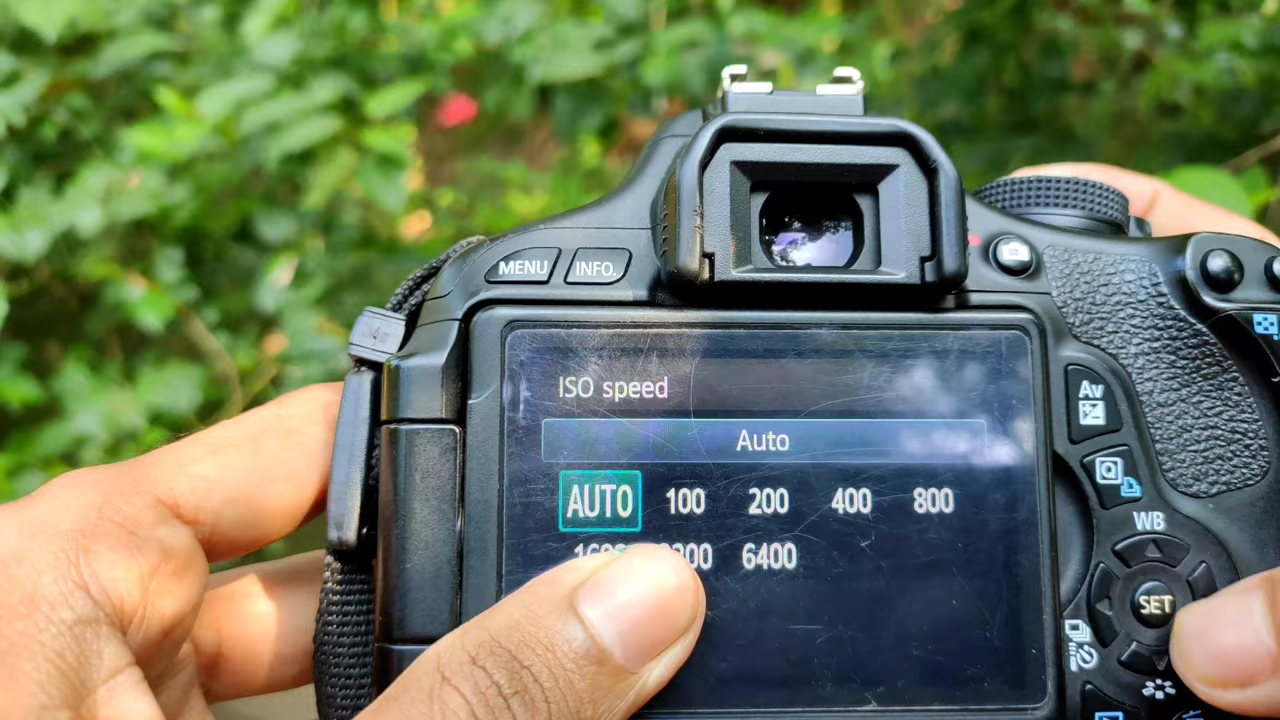 MENU INFO.
ISO speed
Auto
AUTO 100 200 400 800
6400
Av
Q
WB
SET